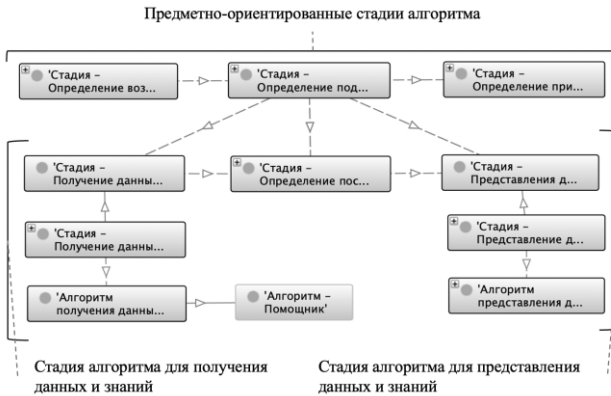 Предметно-ориентированные стадии алгоритма
'Стадия –
Определение воз...
'Стадия –
Определение под...
'Стадия –
Определение при...
'Стадия –
Получение данны...
'Стадия –
Определение пос...
'Стадия –
Представления д...
'Стадия –
Получение данны...
'Стадия –
Представление д...
'Алгоритм
получения данны...
'Алгоритм –
Помощник'
'Алгоритм
представления д...
Стадия алгоритма для получения
данных и знаний
Стадия алгоритма для представления
данных и знаний